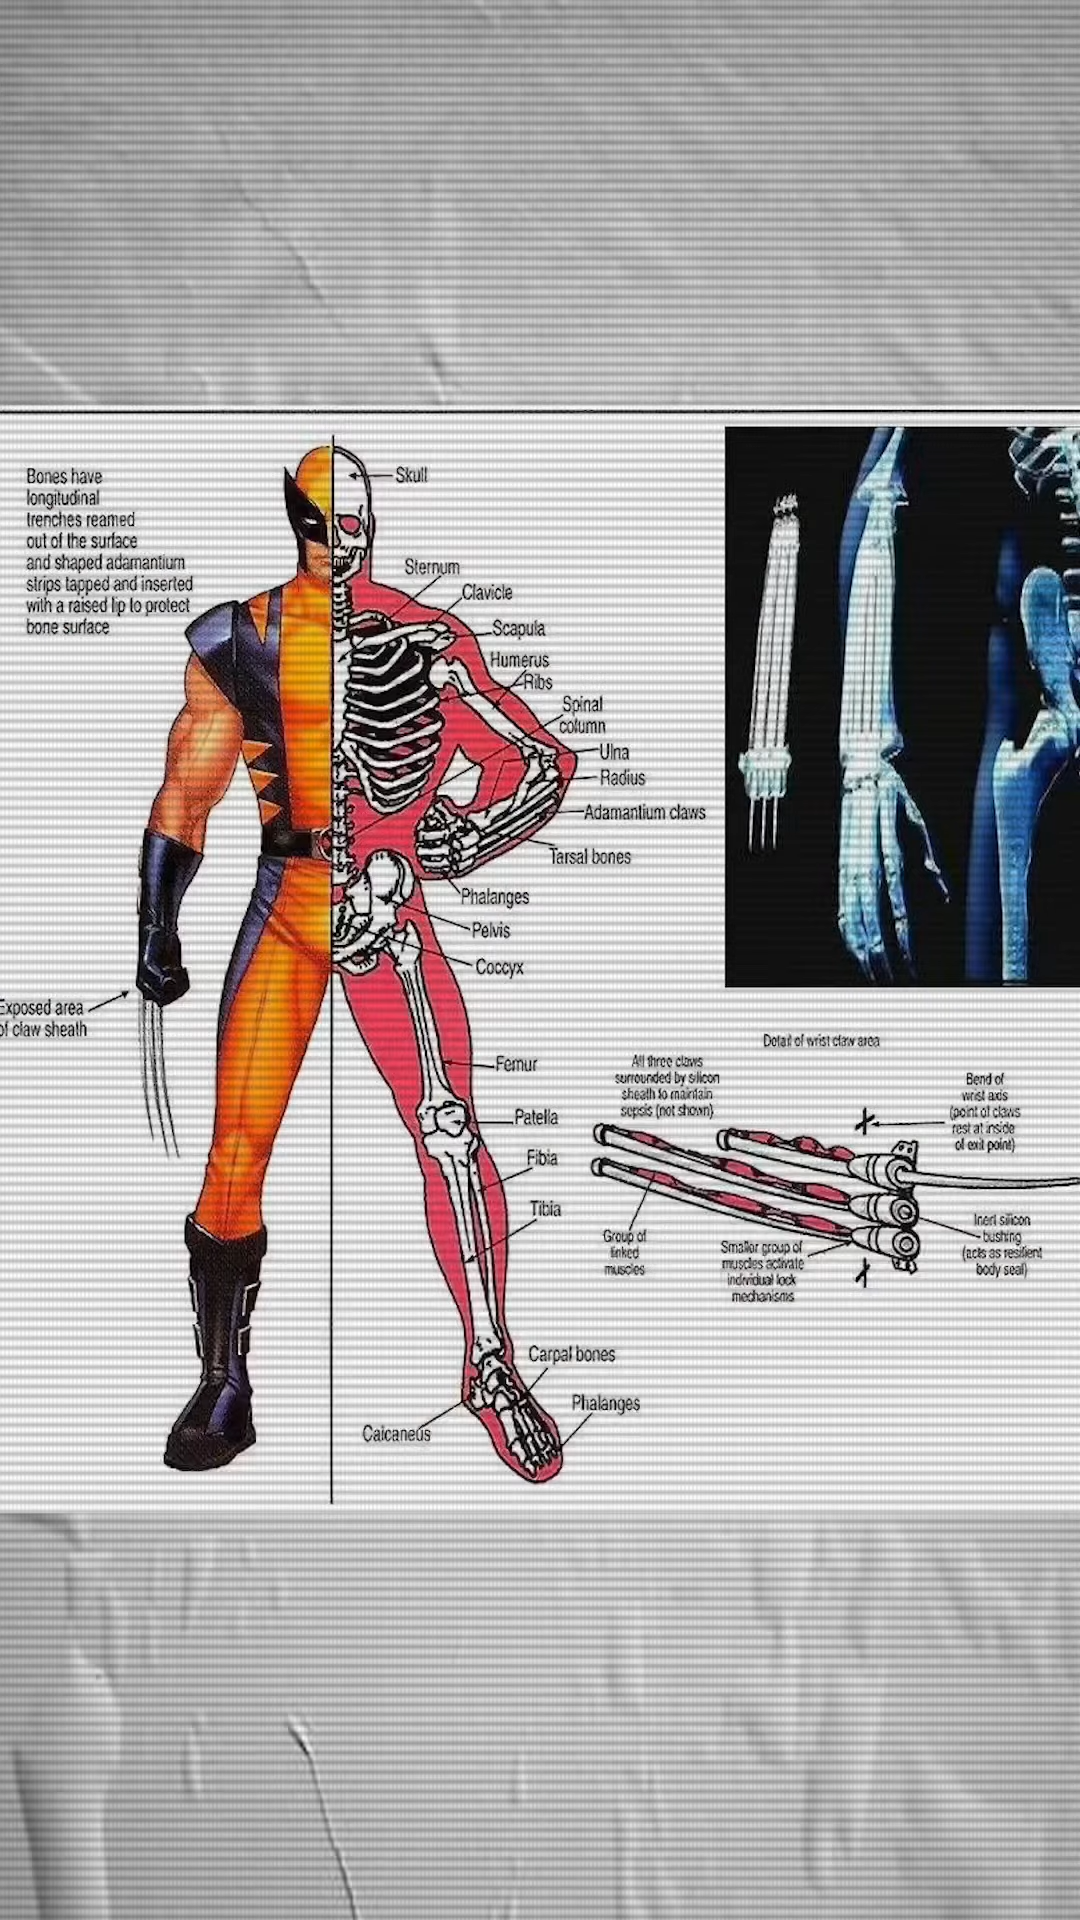 Bones have
longitudinal
trenches reamed
out of the surface
and shaped adamantium
strips tapped and inserted
with a raised lip to protect
bone surface
Skull
Sternum
Clavicle
Scapula
Humerus
Ribs
Spinal
column
Ulna
Radius
Adamantium claws
Tarsal bones
Phalanges
Pelvis
Coccyx
Exposed area
of claw sheath
Femur
Patella
Fibia
Tibia
Carpal bones
Phalanges
Calcaneus
Detail of wrist claw area
All three claws
surrounded by silicon
sheath to maintain
sepsis (not shown)
Bend of
wrist axis
(point of claws
rest at inside
of exit point)
Group of
linked
muscles
Smaller group of
muscles activate
individual lock
mechanisms
Inert silicon
bushing
(acts as resilient
body seal)